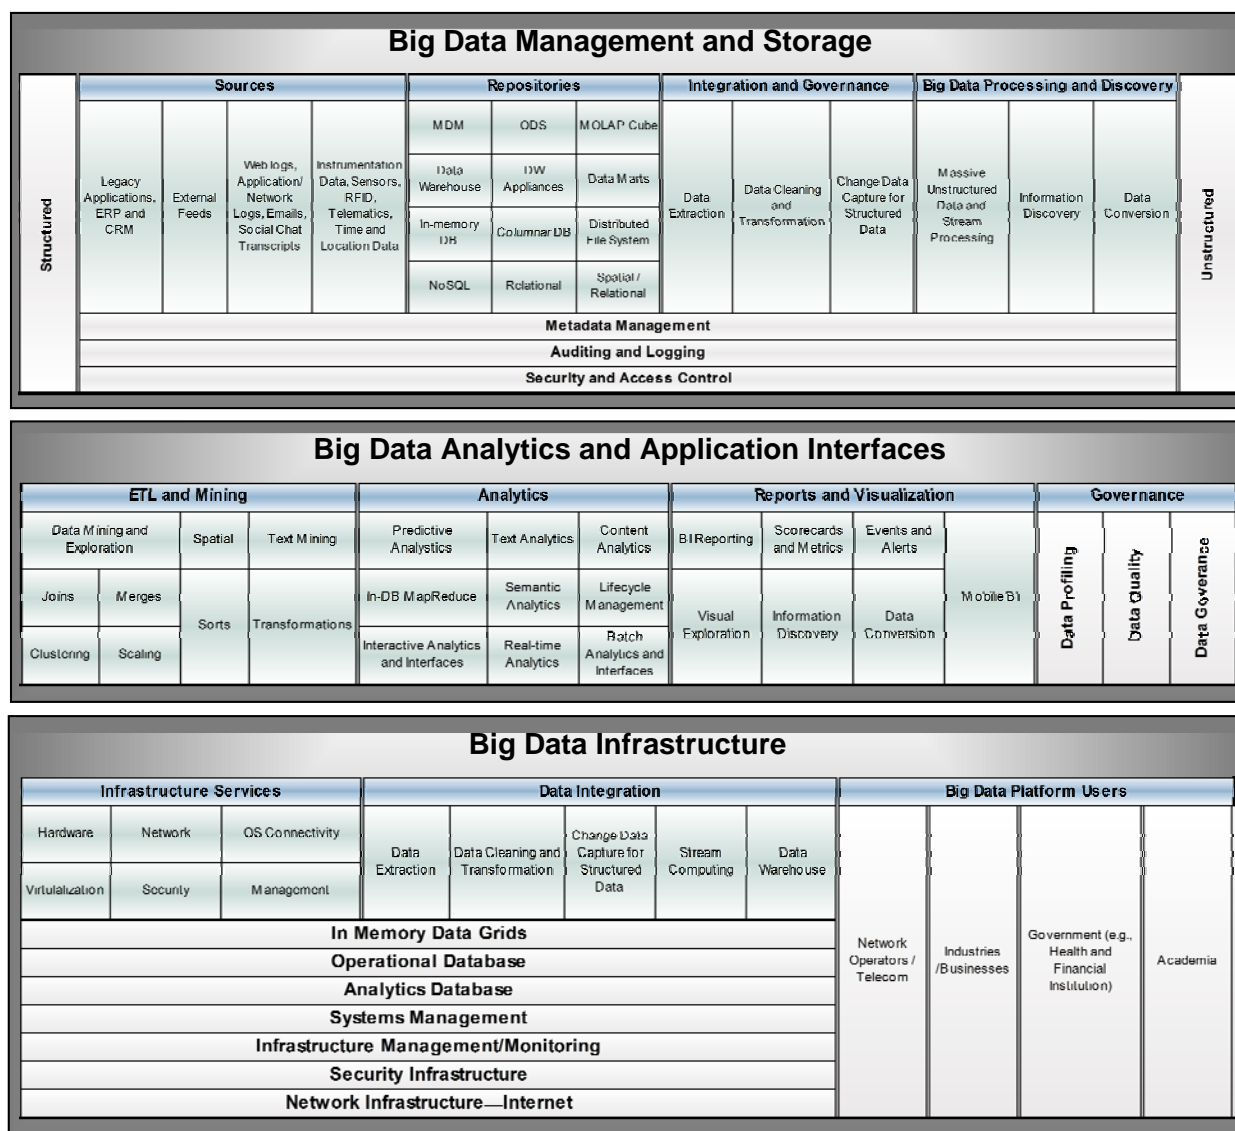 Big Data Management and Storage
Structured
Sources
Repositories
Integration and Governance
Big Data Processing and Discovery
Unstructured
Legacy
Applications,
ERP and
CRM
External
Feeds
Web logs,
Application/
Network
Logs, Emails,
Social Chat
Transcripts
Instrumentation
Data, Sensors,
RFID,
Telematics,
Time and
Location Data
MDM
ODS
MOLAP Cube
Data
Warehouse
DW
Appliances
Data Marts
In-memory
DB
Columnar DB
Distributed
File System
NoSQL
Relational
Spatial /
Relational
Data
Extraction
Data Cleaning
and
Transformation
Change Data
Capture for
Structured
Data
Massive
Unstructured
Data and
Stream
Processing
Information
Discovery
Data
Conversion
Metadata Management
Auditing and Logging
Security and Access Control
Big Data Analytics and Application Interfaces
ETL and Mining
Analytics
Reports and Visualization
Governance
Data Mining and
Exploration
Spatial
Text Mining
Joins
Merges
Sorts
Transformations
Clustering
Scaling
Predictive
Analystics
Text Analytics
Content
Analytics
In-DB MapReduce
Semantic
Analytics
Lifecycle
Management
Interactive Analytics
and Interfaces
Real-time
Analytics
Batch
Analytics and
Interfaces
BI Reporting
Scorecards
and Metrics
Events and
Alerts
Mobile BI
Visual
Exploration
Information
Discovery
Data
Conversion
Data Profiling
Data Quality
Data Goverance
Big Data Infrastructure
Infrastructure Services
Data Integration
Big Data Platform Users
Hardware
Network
OS Connectivity
Virtulalization
Security
Management
Data
Extraction
Data Cleaning and
Transformation
Change Data
Capture for
Structured
Data
Stream
Computing
Data
Warehouse
In Memory Data Grids
Operational Database
Analytics Database
Systems Management
Infrastructure Management/Monitoring
Security Infrastructure
Network Infrastructure—Internet
Network
Operators /
Telecom
Industries
/Businesses
Government (e.g.,
Health and
Financial
Institution)
Academia